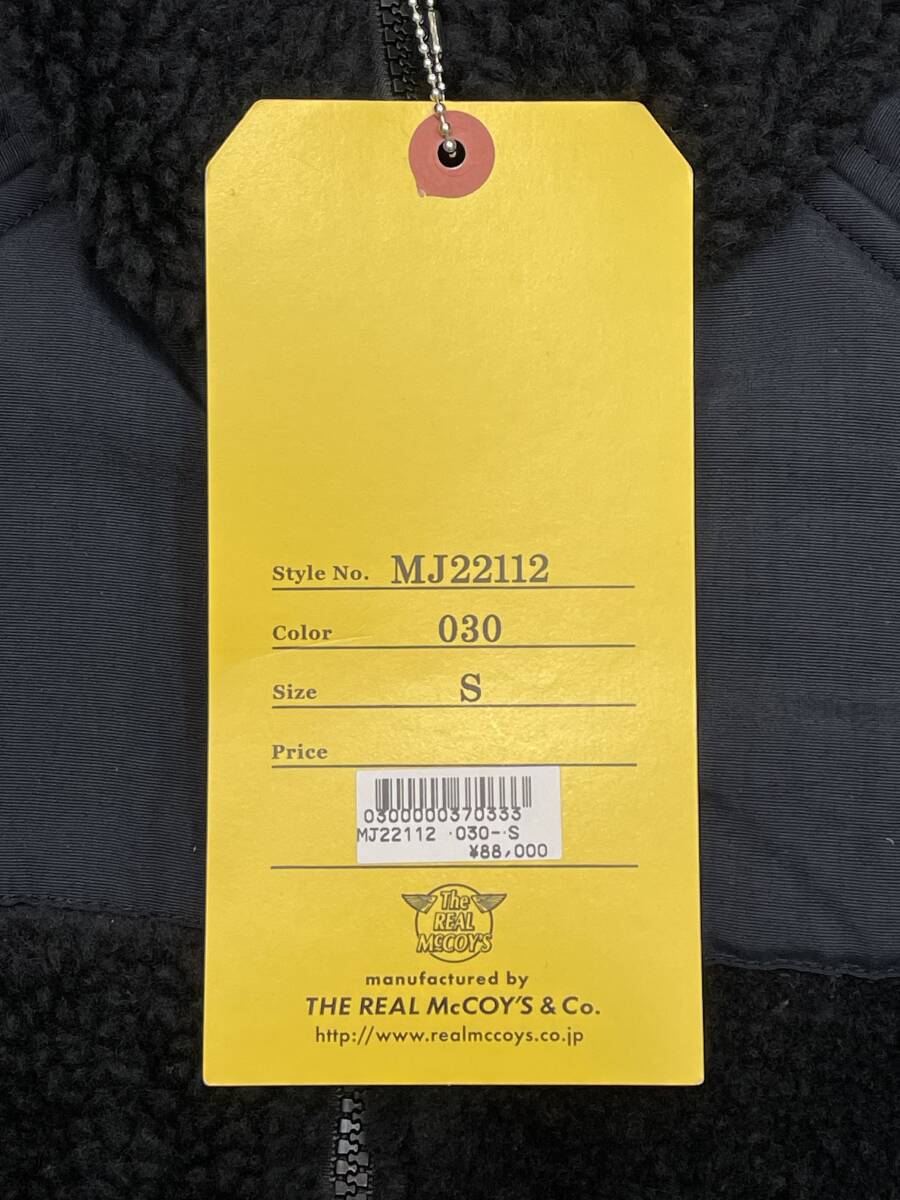 Style No. MJ22112
Color 030
Size S
Price
0300000370333
MJ22112 ·030-·S
¥88,000
The
REAL
McCOY'S
manufactured by
THE REAL McCOY'S & Co.
http://www.realmccoys.co.jp